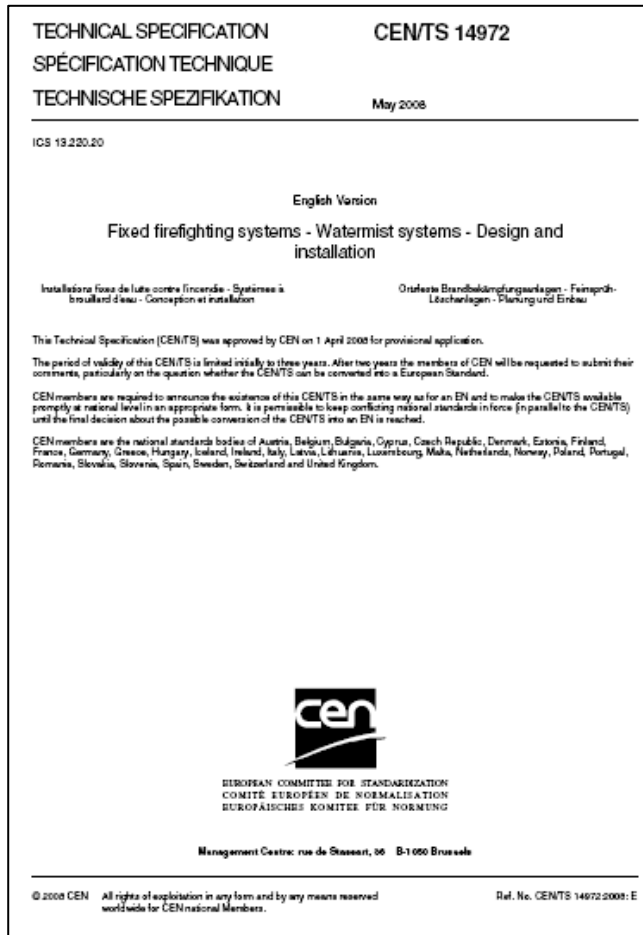 TECHNICAL SPECIFICATION
CEN/TS 14972
SPÉCIFICATION TECHNIQUE
TECHNISCHE SPEZIFIKATION
May 2008
ICS 13.220.20
English Version
Fixed firefighting systems - Watermist systems - Design and
installation
Installations fixes de lutte contre l'incendie - Systèmes à
brouillard d'eau - Conception et installation
Ortsfeste Brandbekämpfungsanlagen - Feinsprüh-
Löschanlagen - Planung und Einbau
This Technical Specification (CEN/TS) was approved by CEN on 1 April 2008 for provisional application.
The period of validity of this CEN/TS is limited initially to three years. After two years the members of CEN will be requested to submit their
comments, particularly on the question whether the CEN/TS can be converted into a European Standard.
CEN members are required to announce the existence of this CEN/TS in the same way as for an EN and to make the CEN/TS available
promptly at national level in an appropriate form. It is permissible to keep conflicting national standards in force (in parallel to the CEN/TS)
until the final decision about the possible conversion of the CEN/TS into an EN is reached.
CEN members are the national standards bodies of Austria, Belgium, Bulgaria, Cyprus, Czech Republic, Denmark, Estonia, Finland,
France, Germany, Greece, Hungary, Iceland, Ireland, Italy, Latvia, Lithuania, Luxembourg, Malta, Netherlands, Norway, Poland, Portugal,
Romania, Slovakia, Slovenia, Spain, Sweden, Switzerland and United Kingdom.
cen
EUROPEAN COMMITTEE FOR STANDARDIZATION
COMITÉ EUROPÉEN DE NORMALISATION
EUROPÄISCHES KOMITEE FÜR NORMUNG
Management Centre: rue de Stassart, 36 B-1050 Brussels
© 2008 CEN All rights of exploitation in any form and by any means reserved
worldwide for CEN national Members.
Ref. No. CEN/TS 14972:2008: E